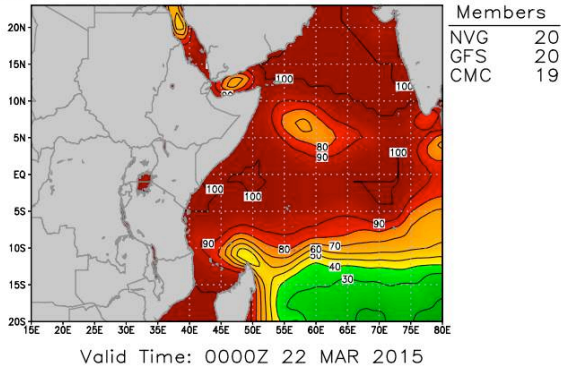 Members
NVG 20
GFS 20
CMC 19
20N
15N
10N
5N
EQ
5S
10S
15S
20S
100
100
80
90
100
100
100
90
90
80
60
70
50
40
30
15E 20E 25E 30E 35E 40E 45E 50E 55E 60E 65E 70E 75E 80E
Valid Time: 0000Z 22 MAR 2015